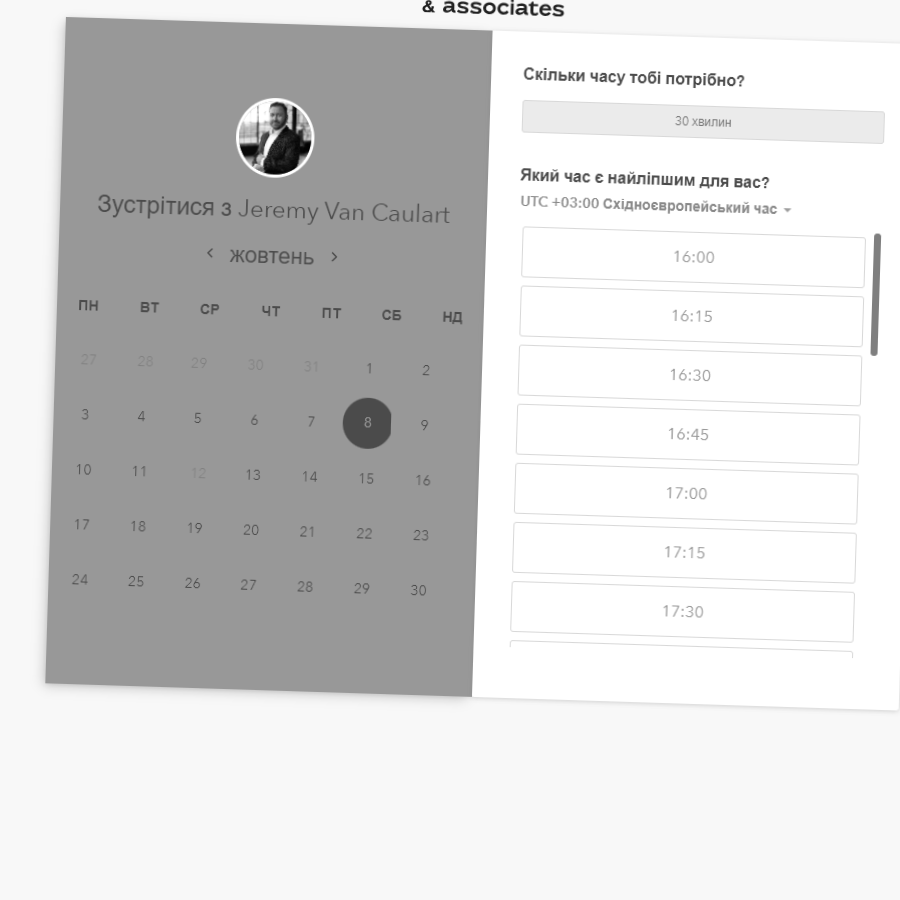 & associates
Зустрітися з Jeremy Van Caulart
жовтень
ПН ВТ СР ЧТ ПТ СБ НД
27 28 29 30 31 1 2
3 4 5 6 7 8 9
10 11 12 13 14 15 16
17 18 19 20 21 22 23
24 25 26 27 28 29 30
Скільки часу тобі потрібно?
30 хвилин
Який час є найліпшим для вас?
UTC +03:00 Східноєвропейський час
16:00
16:15
16:30
16:45
17:00
17:15
17:30